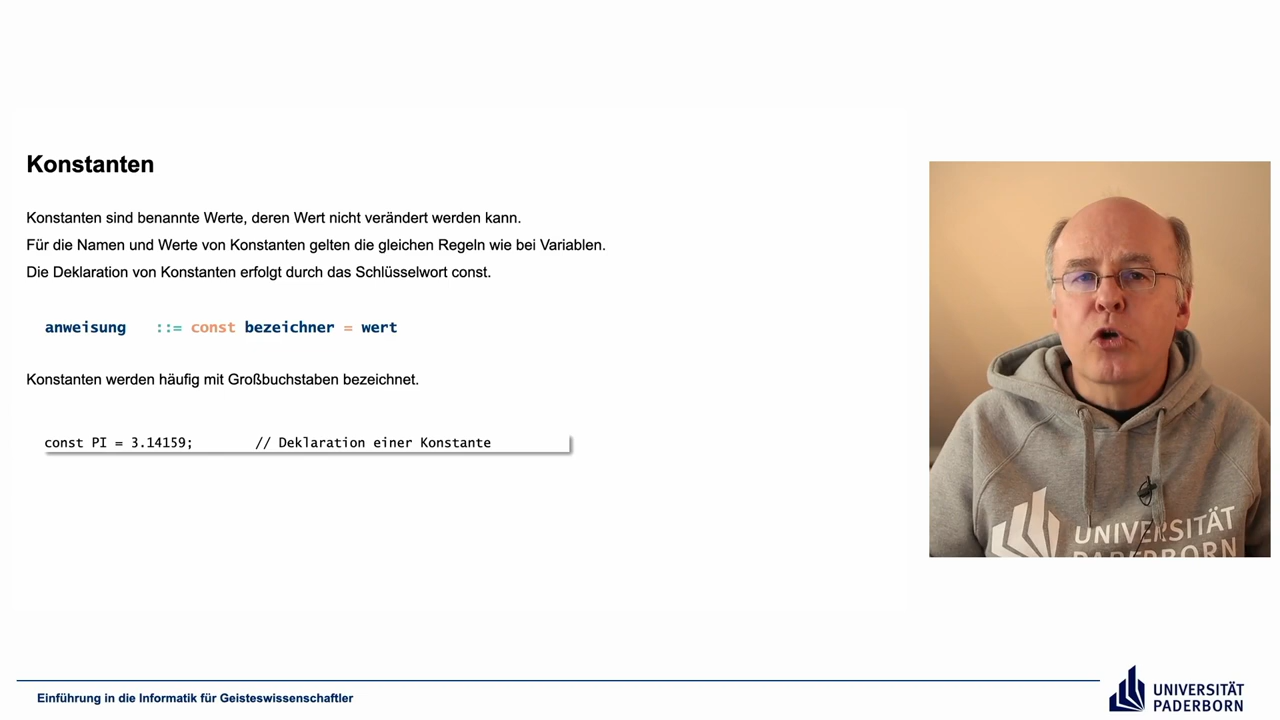 Konstanten
Konstanten sind benannte Werte, deren Wert nicht verändert werden kann.
Für die Namen und Werte von Konstanten gelten die gleichen Regeln wie bei Variablen.
Die Deklaration von Konstanten erfolgt durch das Schlüsselwort const.
anweisung ::= const bezeichner = wert
Konstanten werden häufig mit Großbuchstaben bezeichnet.
const PI = 3.14159; // Deklaration einer Konstante
UNIVERSITÄT
PADERBORN
Einführung in die Informatik für Geisteswissenschaftler
UNIVERSITÄT
PADERBORN